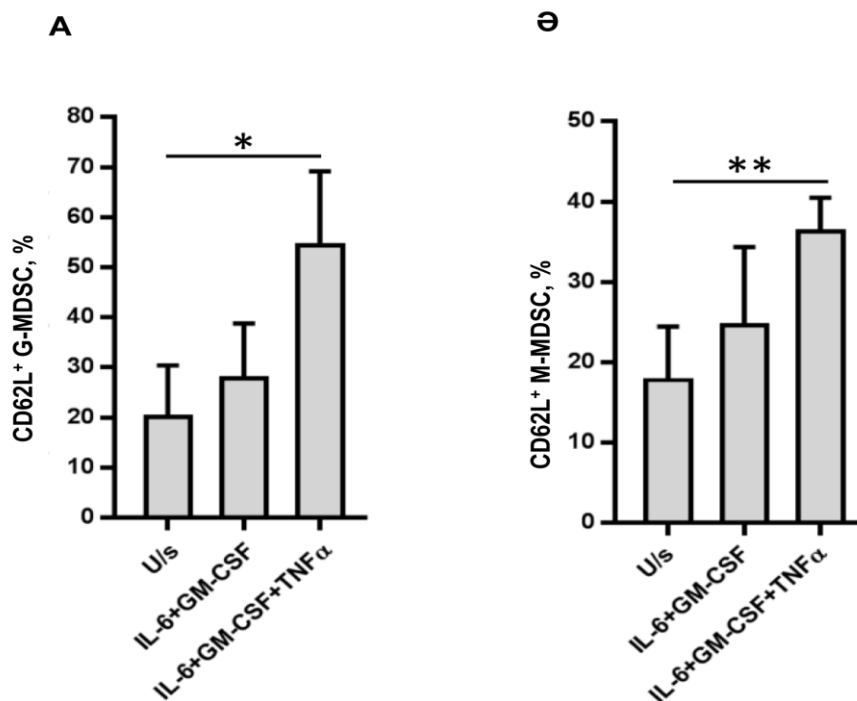 A
*
CD62L⁺ G-MDSC, %
80
70
60
50
40
30
20
10
0
U/s
IL-6+GM-CSF
IL-6+GM-CSF+TNFα
Ə
**
CD62L⁺ M-MDSC, %
50
40
30
20
10
0
U/s
IL-6+GM-CSF
IL-6+GM-CSF+TNFα